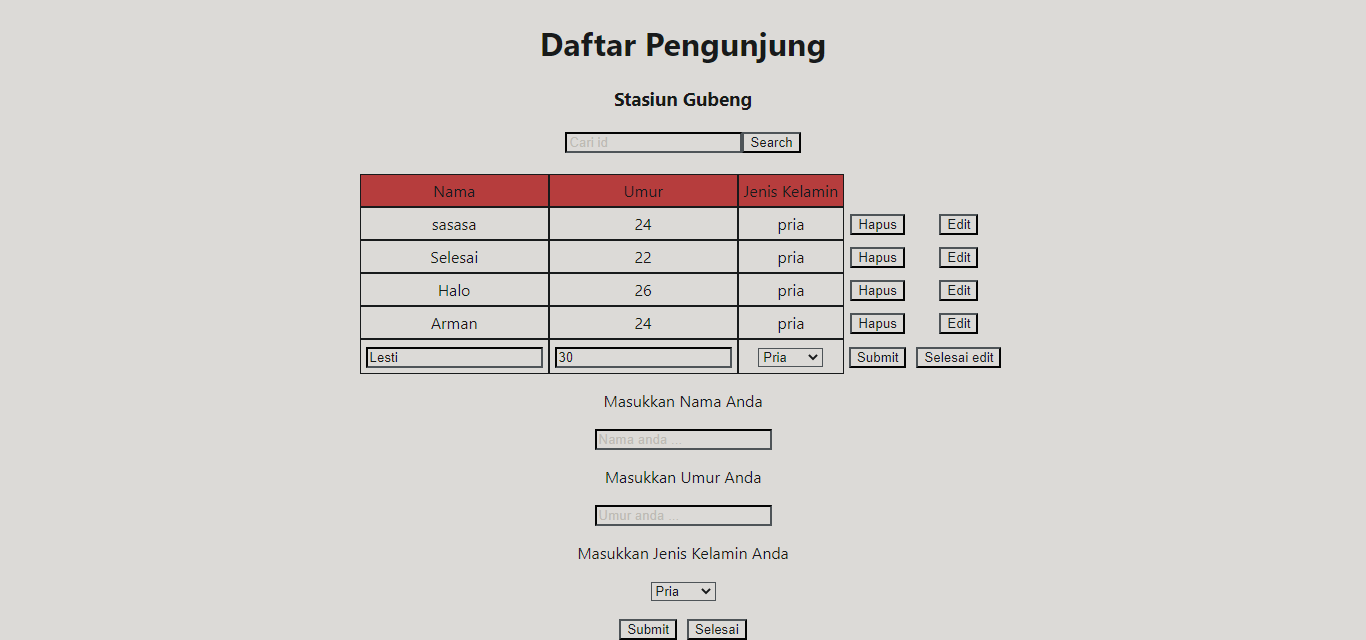 Daftar Pengunjung
Stasiun Gubeng
Cari id Search
Nama Umur Jenis Kelamin
sasasa 24 pria Hapus Edit
Selesai 22 pria Hapus Edit
Halo 26 pria Hapus Edit
Arman 24 pria Hapus Edit
Lesti 30 Pria Submit Selesai edit
Masukkan Nama Anda
Nama anda ...
Masukkan Umur Anda
Umur anda ...
Masukkan Jenis Kelamin Anda
Pria
Submit Selesai